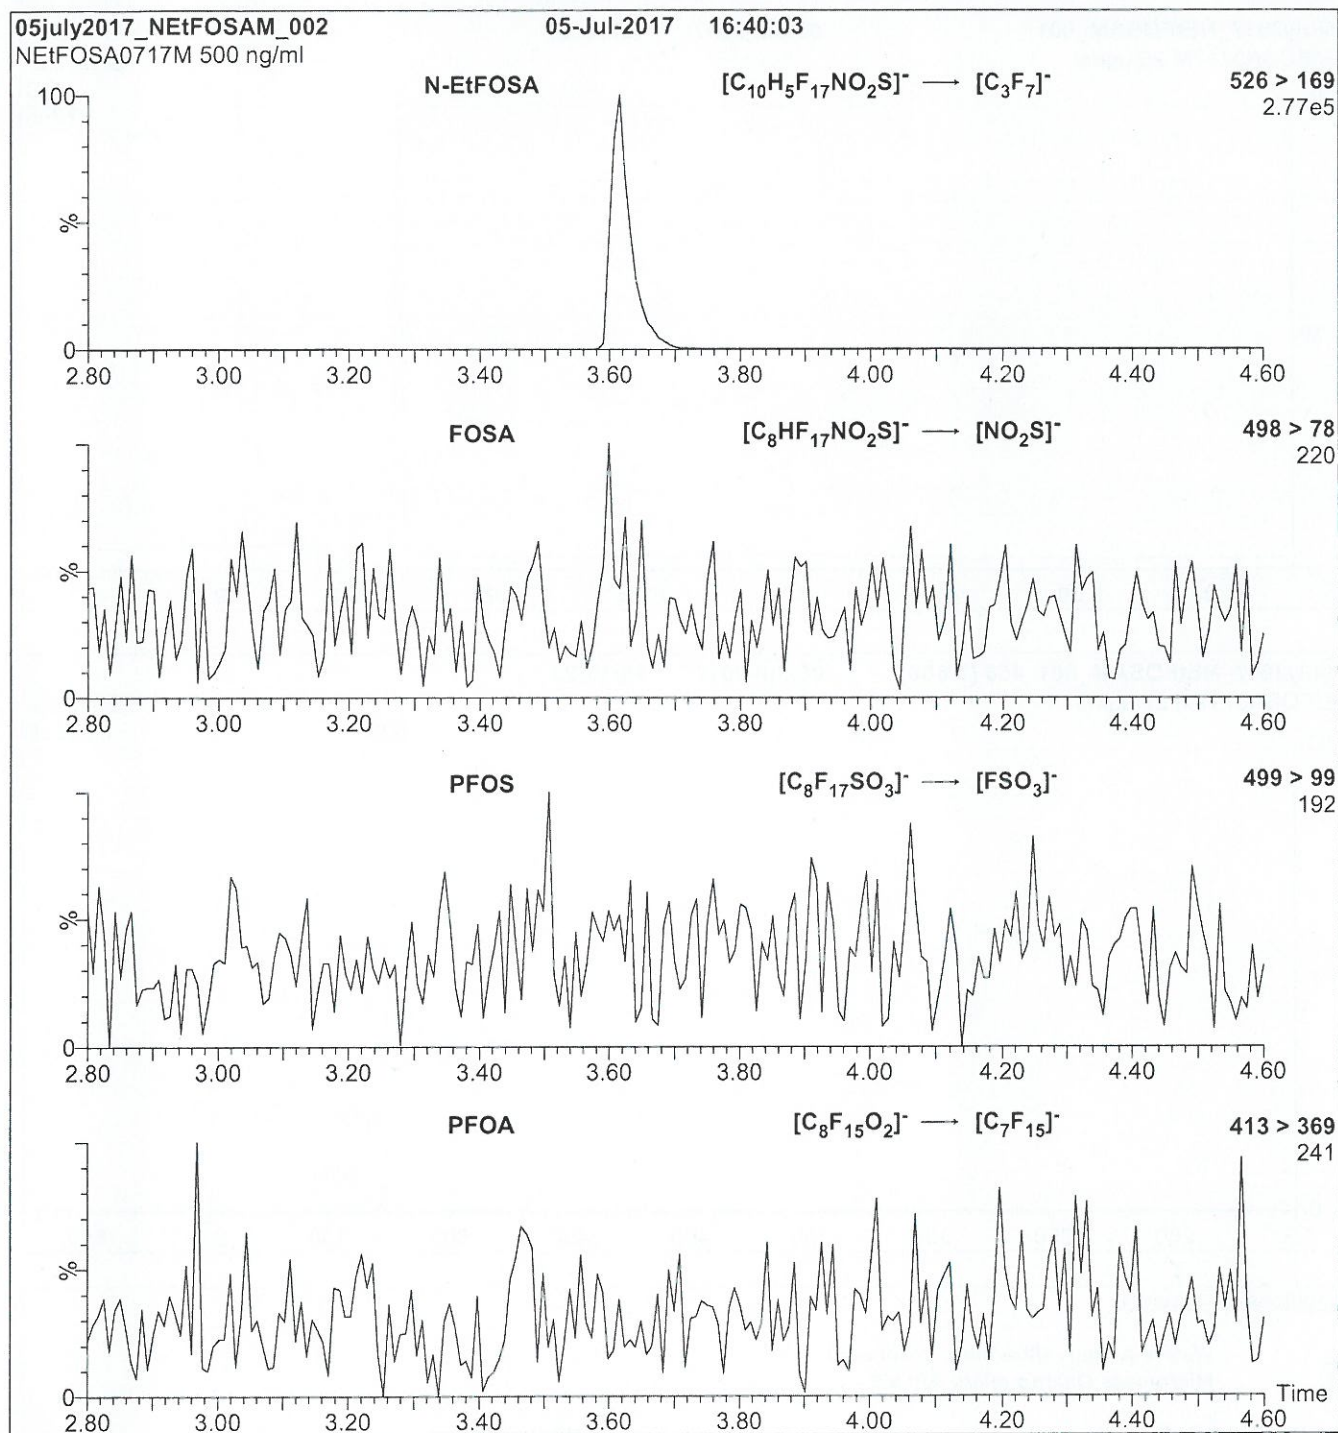 05july2017_NEtFOSAM_002 05-Jul-2017 16:40:03
NEtFOSA0717M 500 ng/ml
N-EtFOSA [C₁₀H₅F₁₇NO₂S]⁻ → [C₃F₇]⁻ 526 > 169
2.77e5
100
%
0
2.80 3.00 3.20 3.40 3.60 3.80 4.00 4.20 4.40 4.60
FOSA [C₈HF₁₇NO₂S]⁻ → [NO₂S]⁻ 498 > 78
220
%
0
2.80 3.00 3.20 3.40 3.60 3.80 4.00 4.20 4.40 4.60
PFOS [C₈F₁₇SO₃]⁻ → [FSO₃]⁻ 499 > 99
192
%
0
2.80 3.00 3.20 3.40 3.60 3.80 4.00 4.20 4.40 4.60
PFOA [C₈F₁₅O₂]⁻ → [C₇F₁₅]⁻ 413 > 369
241
%
0 Time
2.80 3.00 3.20 3.40 3.60 3.80 4.00 4.20 4.40 4.60